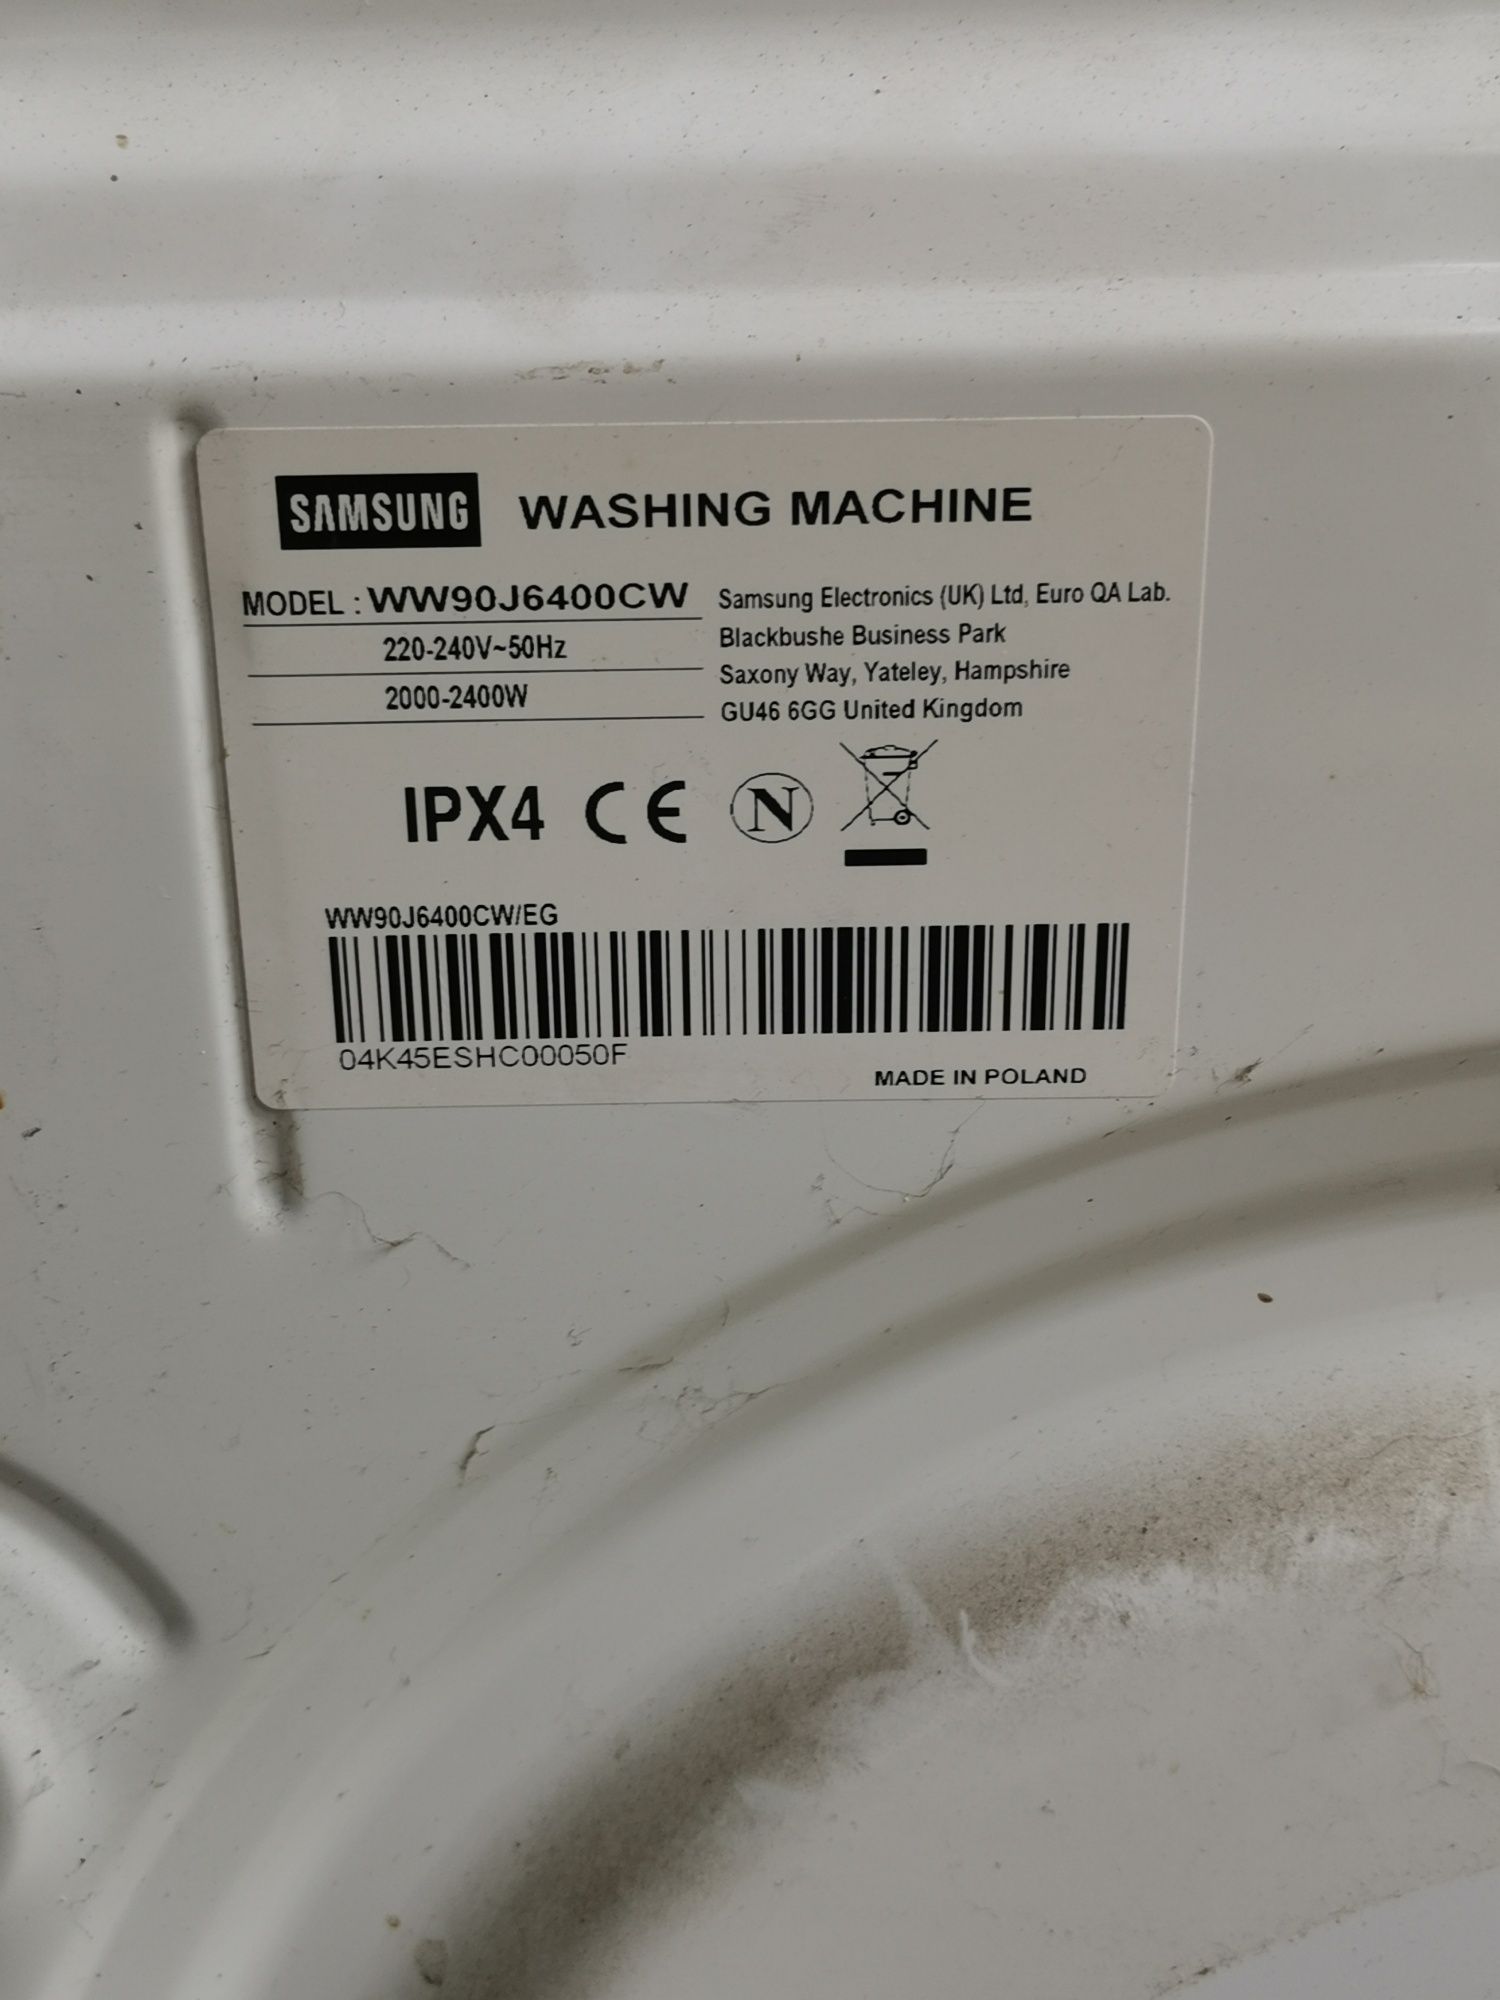 SAMSUNG WASHING MACHINE
MODEL : WW90J6400CW
220-240V~50Hz
2000-2400W
Samsung Electronics (UK) Ltd, Euro QA Lab.
Blackbushe Business Park
Saxony Way, Yateley, Hampshire
GU46 6GG United Kingdom
IPX4 CE N
WW90J6400CW/EG
04K45ESHC00050F
MADE IN POLAND